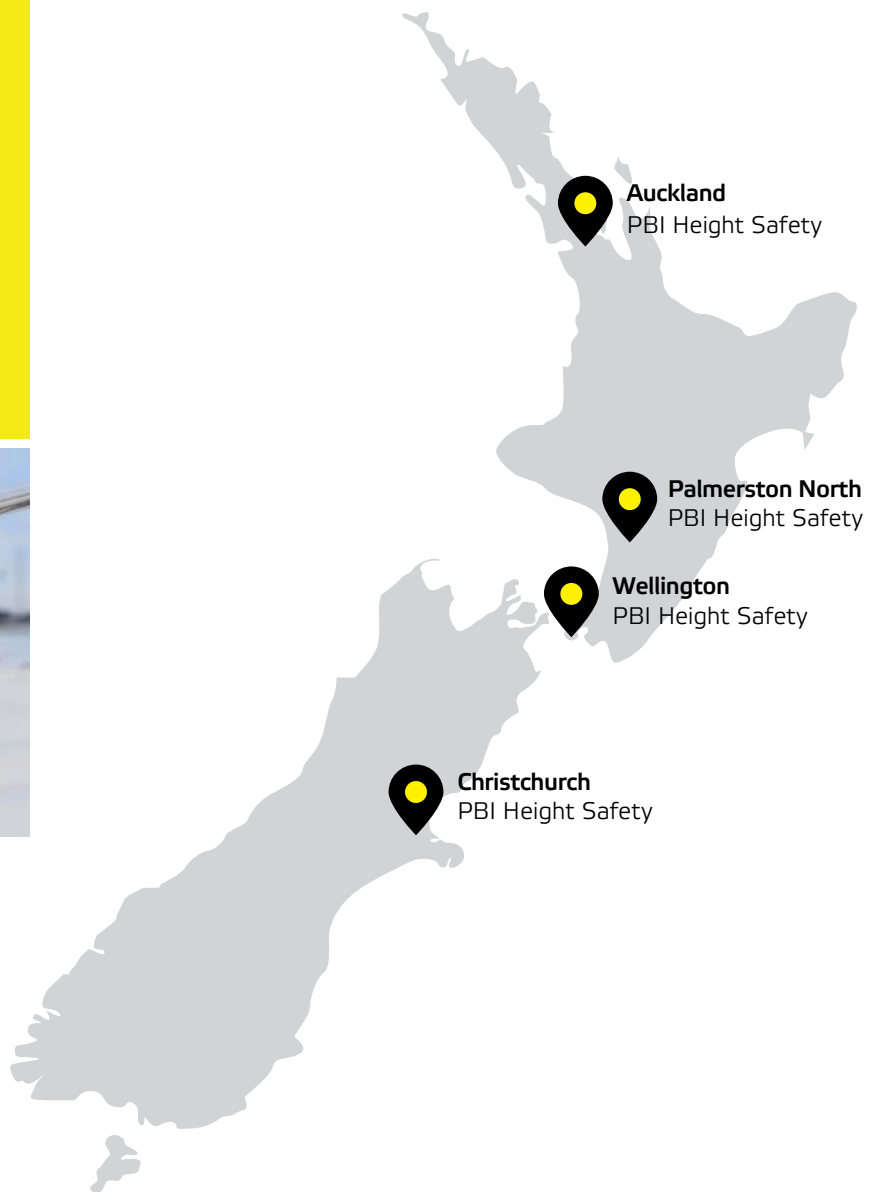 Auckland
PBI Height Safety
Palmerston North
PBI Height Safety
Wellington
PBI Height Safety
Christchurch
PBI Height Safety